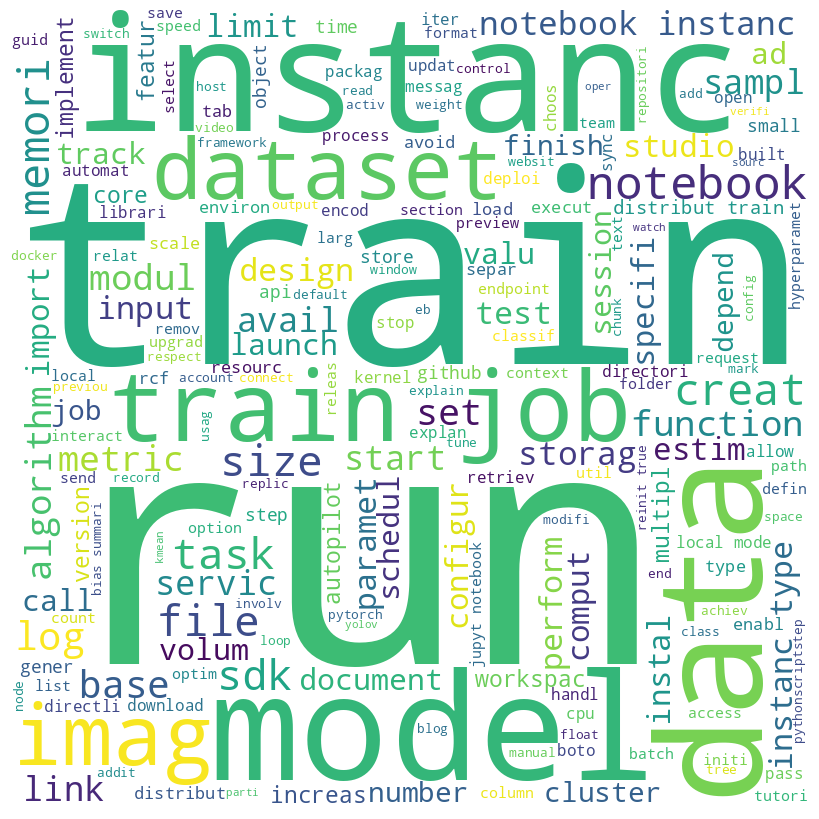 guid
save
switch
speed
limit
time
iter
format
notebook instanc
ad
implement
featur
select
instanc
object
packag
host
read
activ
updat
control
messag
weight
oper
choos
team
add
open
repositori
sampl
verifi
small
memori
tab
video
framework
process
avoid
finish
sync
studio
built
websit
sourc
track
automat
dataset
deploi
notebook
core
librari
environ
output
encod
section
load
preview
execut
distribut train
relat
scale
larg
store
window
separ
valu
session
text
watch
hyperparamet
train
docker
modul
design
api
default
eb
endpoint
chunk
specifi
depend
config
input
remov
avail
stop
test
classif
upgrad
respect
launch
request
mark
import
local
previou
resourc
rcf
account
connect
kernel
github
context
directori
folder
creat
algorithm
job
interact
usag
train job
releas
explain
set
explan
tune
function
metric
size
start
storag
estim
allow
send
record
replic
retriev
util
reinit true
path
multipl
defin
data
version
bias summari
option
step
autopilot
paramet
schedul
configur
modifi
space
kmean
task
run
local mode
end
type
call
servic
involv
pytorch
yolov
jupyt notebook
perform
comput
achiev
instanc type
count
file
log
loop
class
enabl
volum
gener
optim
sdk
document
workspac
instal
pythonscriptstep
node
list
base
directli
download
handl
cpu
access
imag
model
blog
float
boto
manual
batch
initi
tree
pass
addit
link
distribut
parti
increas
number
column
cluster
tutori